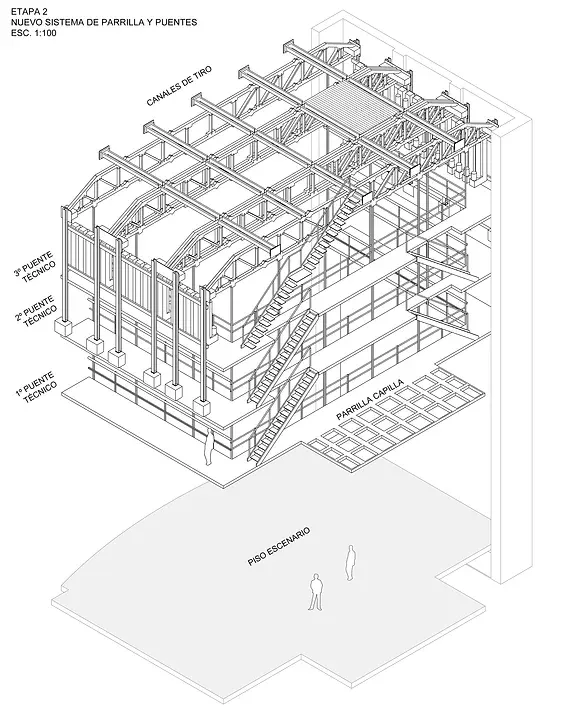 ETAPA 2
NUEVO SISTEMA DE PARRILLA Y PUENTES
ESC. 1:100
CANALES DE TIRO
3º PUENTE
TÉCNICO
2º PUENTE
TÉCNICO
1º PUENTE
TÉCNICO
PARRILLA CAPILLA
PISO ESCENARIO